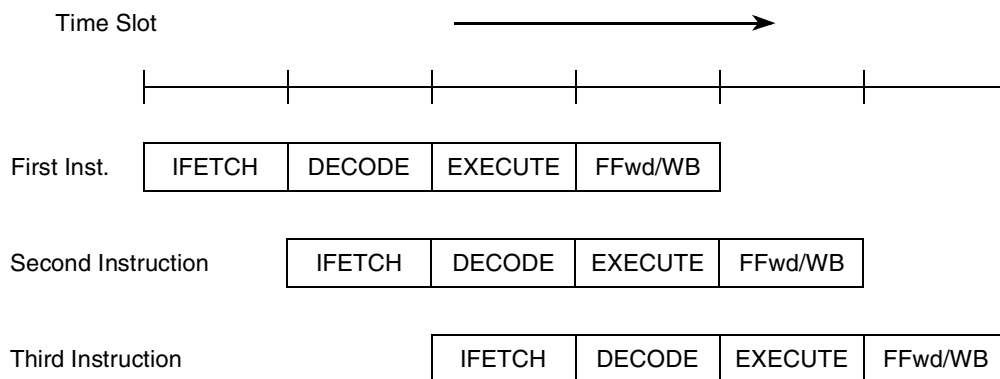 Time Slot
First Inst. IFETCH DECODE EXECUTE FFwd/WB
Second Instruction IFETCH DECODE EXECUTE FFwd/WB
Third Instruction IFETCH DECODE EXECUTE FFwd/WB